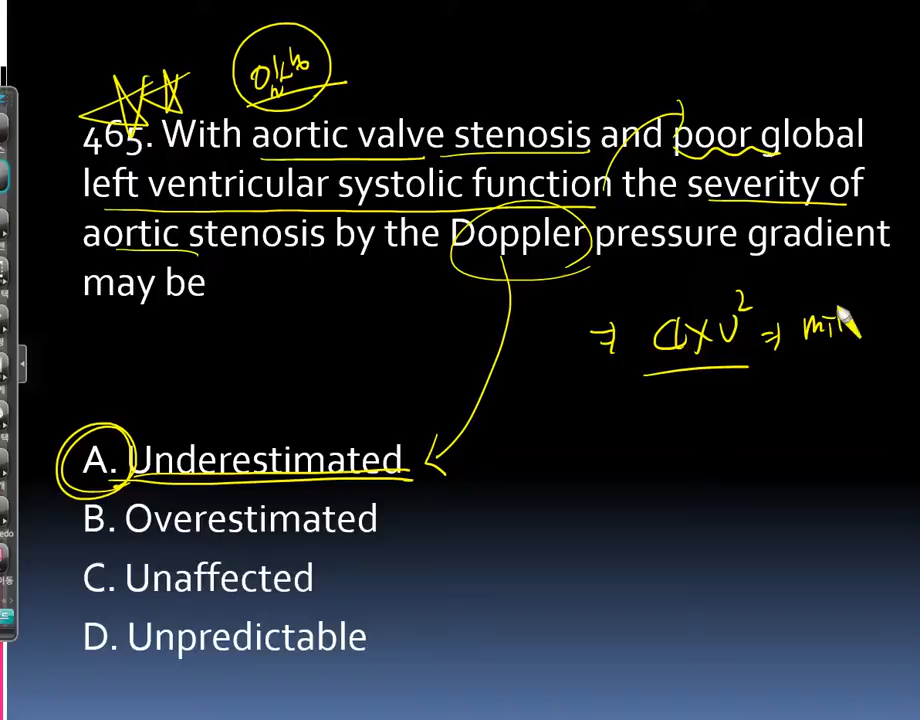 465. With aortic valve stenosis and poor global
left ventricular systolic function the severity of
aortic stenosis by the Doppler pressure gradient
may be
A. Underestimated
B. Overestimated
C. Unaffected
D. Unpredictable